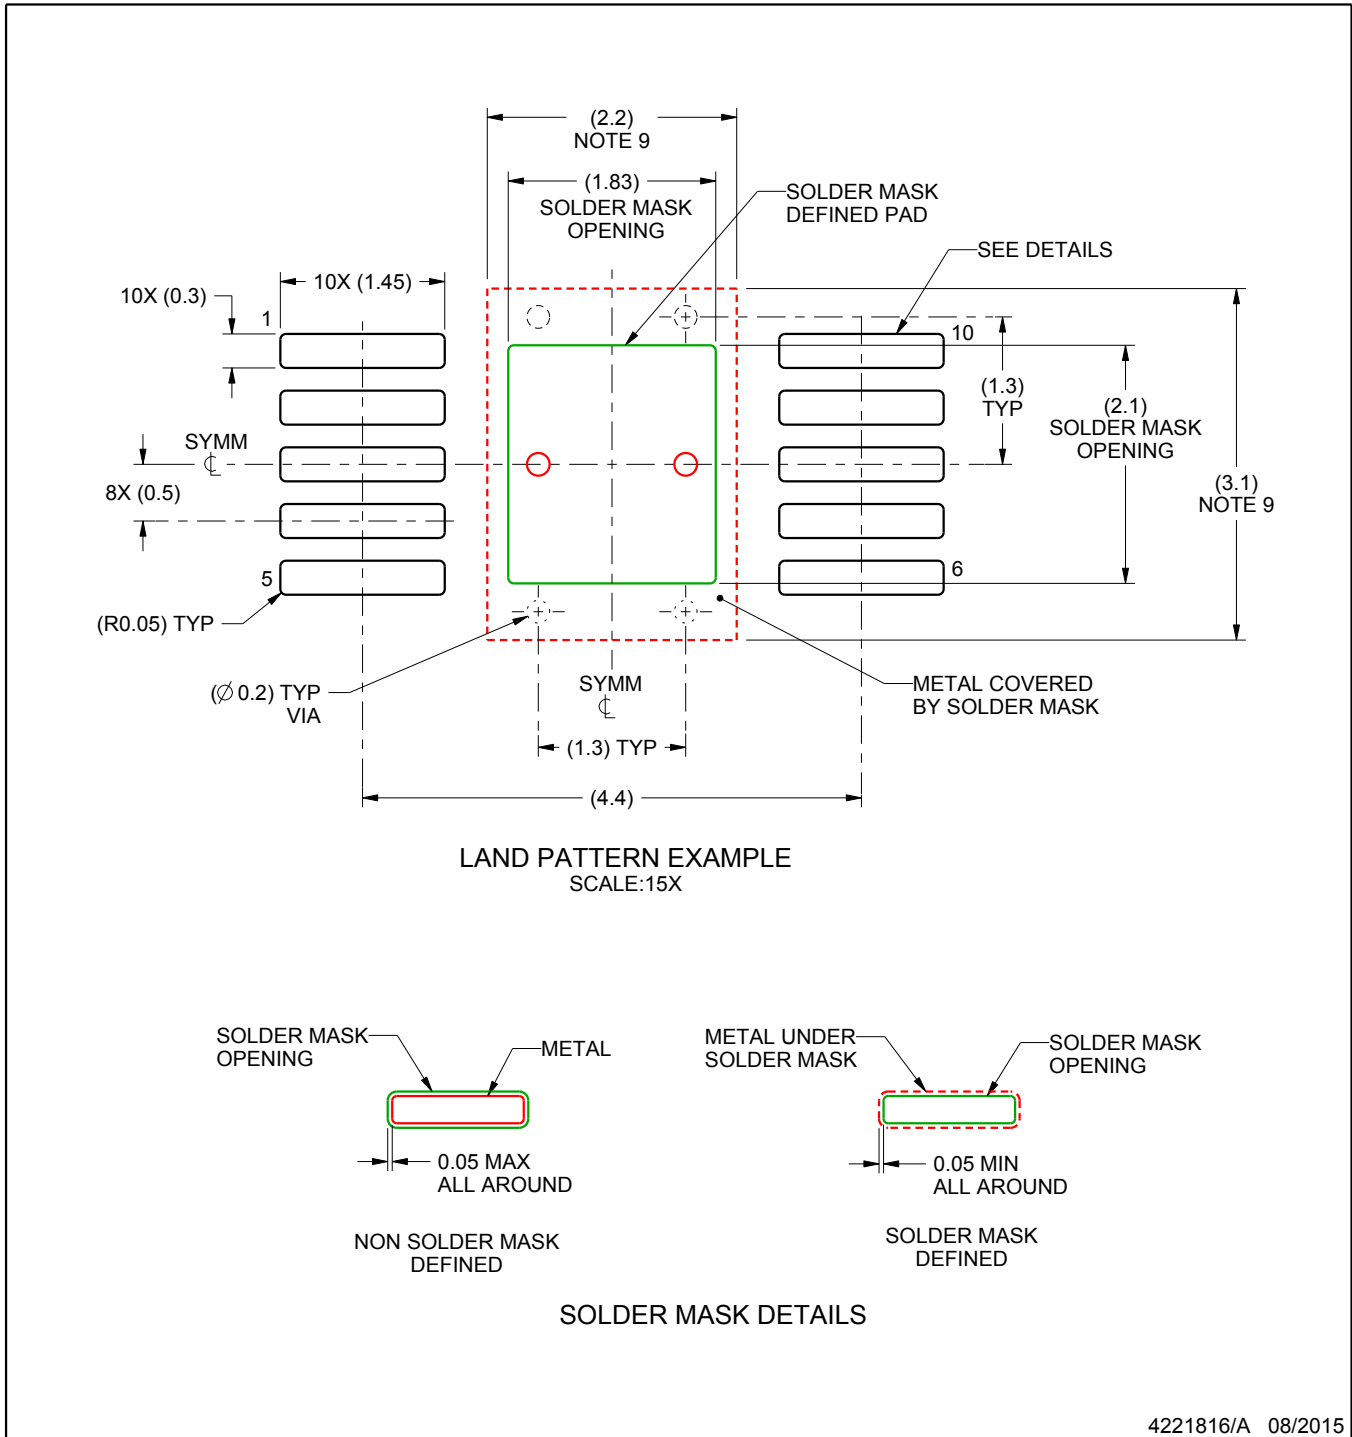 (2.2)
NOTE 9
(1.83)
SOLDER MASK
OPENING
SOLDER MASK
DEFINED PAD
SEE DETAILS
10X (1.45)
10X (0.3)
1
10
(1.3)
TYP
(2.1)
SOLDER MASK
OPENING
SYMM
℄
8X (0.5)
(3.1)
NOTE 9
5
6
(R0.05) TYP
(∅ 0.2) TYP
VIA
SYMM
℄
METAL COVERED
BY SOLDER MASK
(1.3) TYP
(4.4)
LAND PATTERN EXAMPLE
SCALE:15X
SOLDER MASK
OPENING
METAL
0.05 MAX
ALL AROUND
NON SOLDER MASK
DEFINED
METAL UNDER
SOLDER MASK
SOLDER MASK
OPENING
0.05 MIN
ALL AROUND
SOLDER MASK
DEFINED
SOLDER MASK DETAILS
4221816/A 08/2015